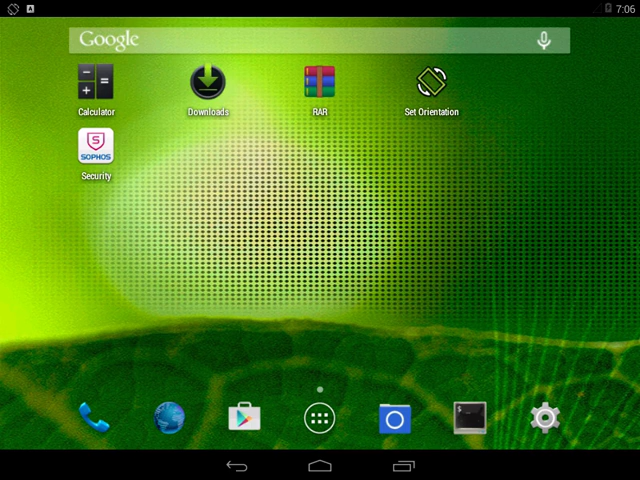 7:06
Google
Calculator
Downloads
RAR
Set Orientation
S
SOPHOS
Security
A
$